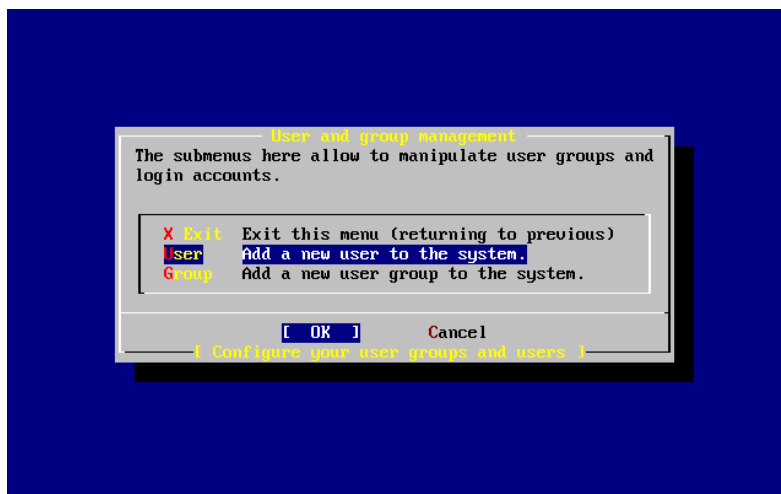 User and group management
The submenus here allow to manipulate user groups and
login accounts.
X Exit Exit this menu (returning to previous)
User Add a new user to the system.
Group Add a new user group to the system.
[ OK ] Cancel
[ Configure your user groups and users ]